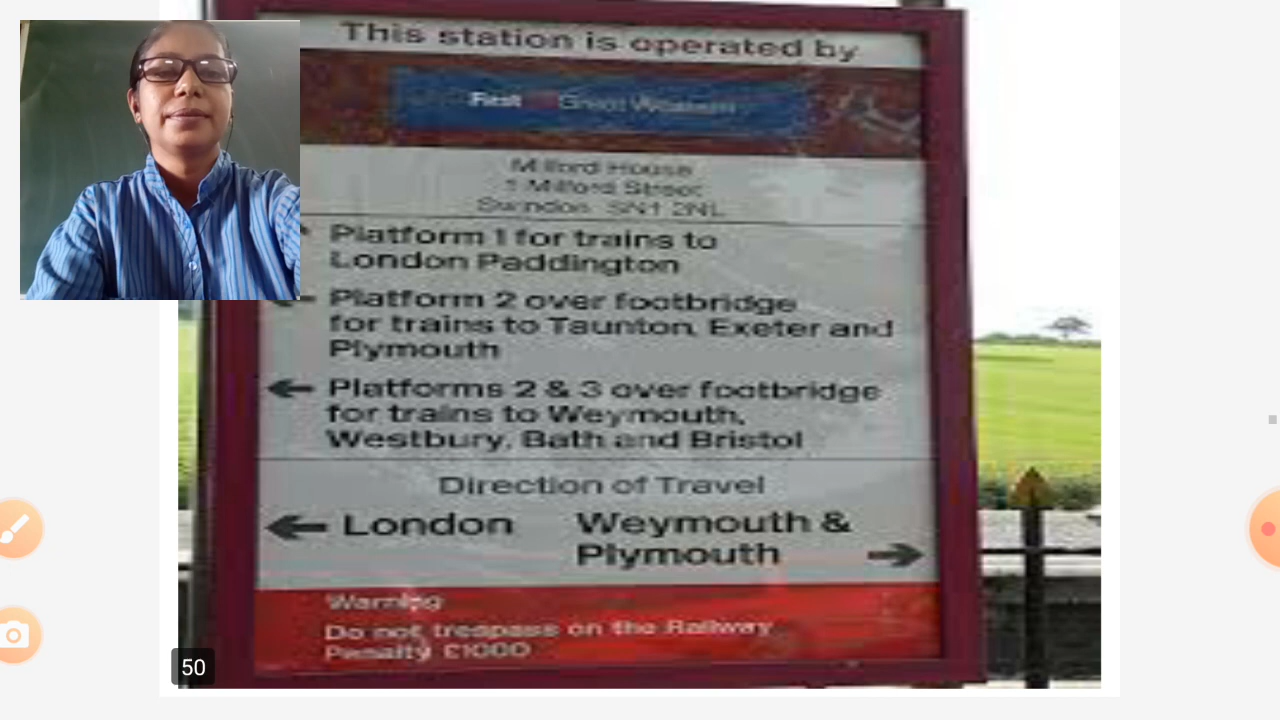 This station is operated by
First Great Western
Milford House
1 Milford Street
Swindon SN1 2NL
Platform 1 for trains to
London Paddington
Platform 2 over footbridge
for trains to Taunton, Exeter and
Plymouth
Platforms 2 & 3 over footbridge
for trains to Weymouth,
Westbury, Bath and Bristol
Direction of Travel
London Weymouth &
Plymouth
Warning
Do not trespass on the Railway
Penalty £1000
50